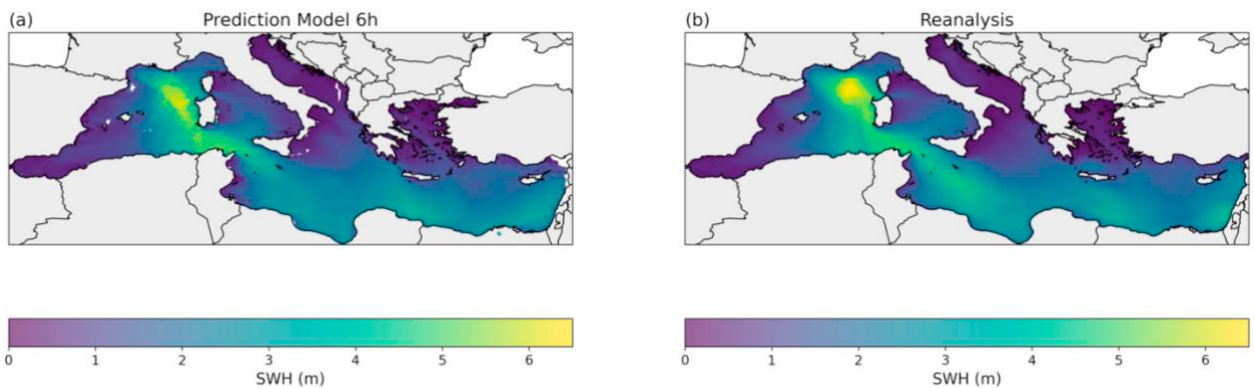 (a) Prediction Model 6h
(b) Reanalysis
0 1 2 3 4 5 6
SWH (m)
0 1 2 3 4 5 6
SWH (m)